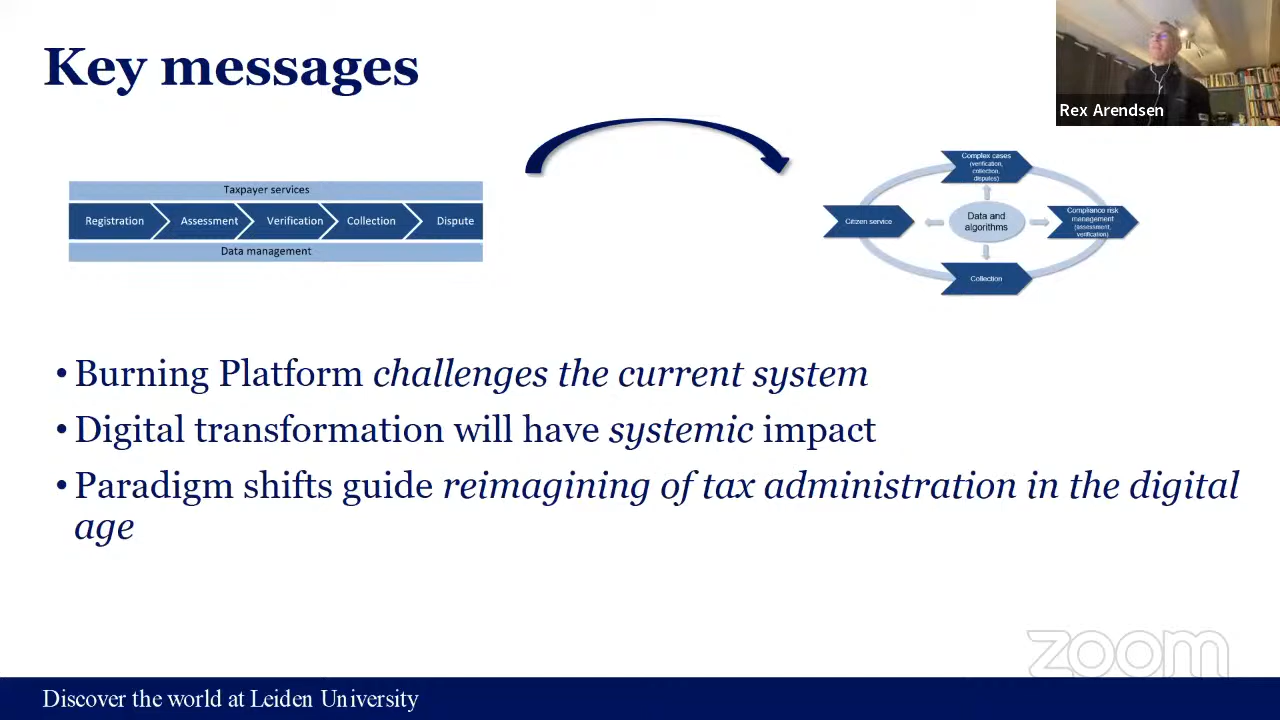 Key messages
Rex Arendsen
Taxpayer services
Registration
Assessment
Verification
Collection
Dispute
Data management
Complex cases
(verification,
collection,
disputes)
Citizen service
Data and
algorithms
Compliance risk
management
(assessment,
verification)
Collection
• Burning Platform challenges the current system
• Digital transformation will have systemic impact
• Paradigm shifts guide reimagining of tax administration in the digital
age
zoom
Discover the world at Leiden University